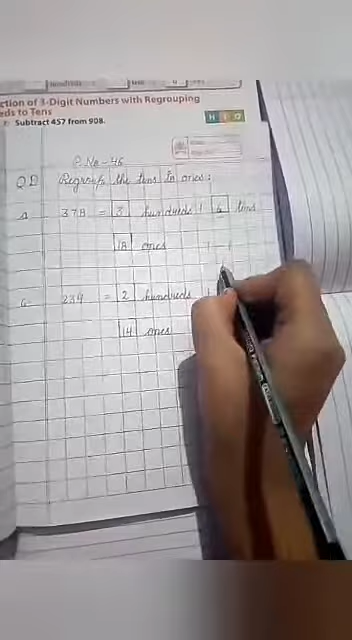 ction of 3-Digit Numbers with Regrouping
eds to Tens
Subtract 457 from 908.
H T O
P. No - 46
Q2 Regroup the tens to ones:
a 378 = 3 hundreds 6 tens
18 ones
c 234 = 2 hundreds
14 ones